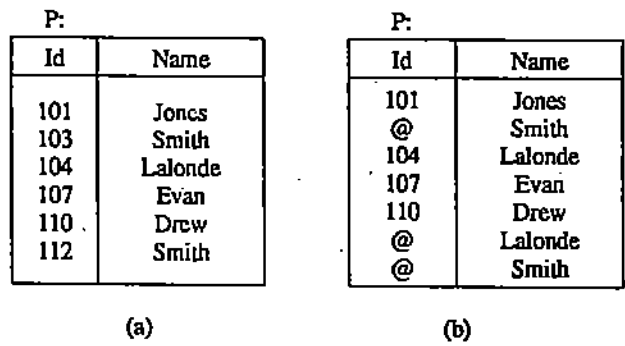 P:
Id Name
101 Jones
103 Smith
104 Lalonde
107 Evan
110 Drew
112 Smith
(a)
P:
Id Name
101 Jones
@ Smith
104 Lalonde
107 Evan
110 Drew
@ Lalonde
@ Smith
(b)